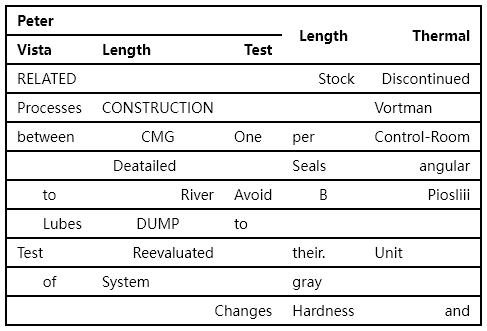 Peter
Length Thermal
Vista Length Test
RELATED Stock Discontinued
Processes CONSTRUCTION Vortman
between CMG One per Control-Room
Deatailed Seals angular
to River Avoid B Piosliii
Lubes DUMP to
Test Reevaluated their. Unit
of System gray
Changes Hardness and